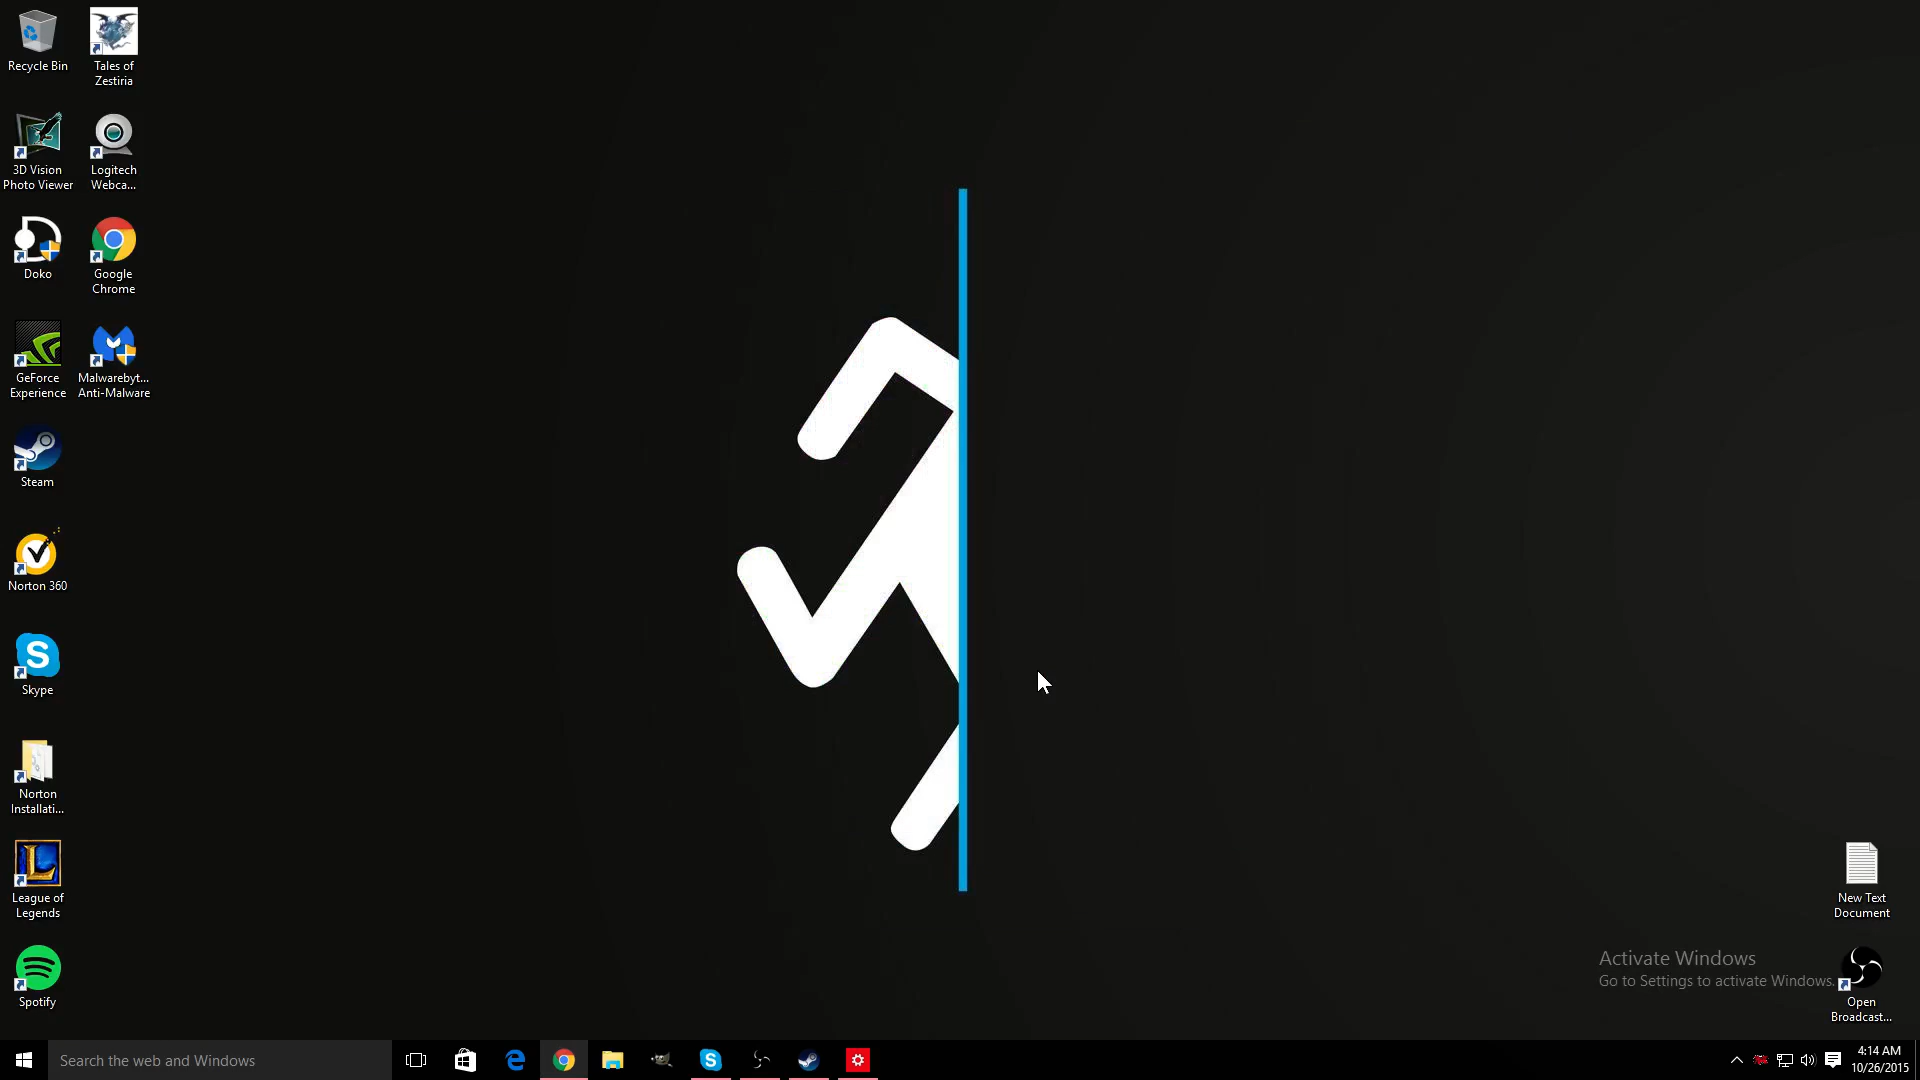 Recycle Bin
Tales of
Zestiria
3D Vision
Photo Viewer
Logitech
Webca...
Doko
Google
Chrome
GeForce
Experience
Malwarebyt...
Anti-Malware
Steam
Norton 360
Skype
Norton
Installati...
League of
Legends
Spotify
New Text
Document
Activate Windows
Go to Settings to activate Windows.
Open
Broadcast...
Search the web and Windows
4:14 AM
10/26/2015